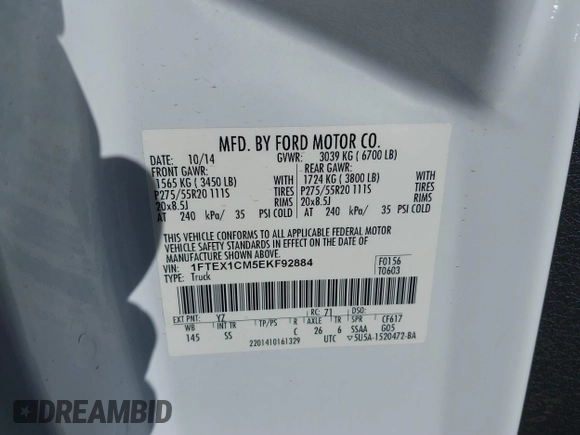 MFD. BY FORD MOTOR CO.
DATE: 10/14 GVWR: 3039 KG ( 6700 LB)
FRONT GAWR: REAR GAWR:
1565 KG ( 3450 LB) 1724 KG ( 3800 LB)
P275/55R20 111S TIRES P275/55R20 111S TIRES
20x8.5J RIMS 20x8.5J RIMS
AT 240 kPa/ 35 PSI COLD AT 240 kPa/ 35 PSI COLD
THIS VEHICLE CONFORMS TO ALL APPLICABLE FEDERAL MOTOR
VEHICLE SAFETY STANDARDS IN EFFECT ON THE DATE OF
MANUFACTURE SHOWN ABOVE.
VIN: 1FTEX1CM5EKF92884 F0156
TYPE: Truck T0603
EXT PNT: YZ RC: 71 DSO:
WB INT TR TP/PS R AXLE TR SPR CF617
145 SS C 26 6 SSAA G05
2201410161329 UTC 5U5A-1520472-BA
DREAMBID